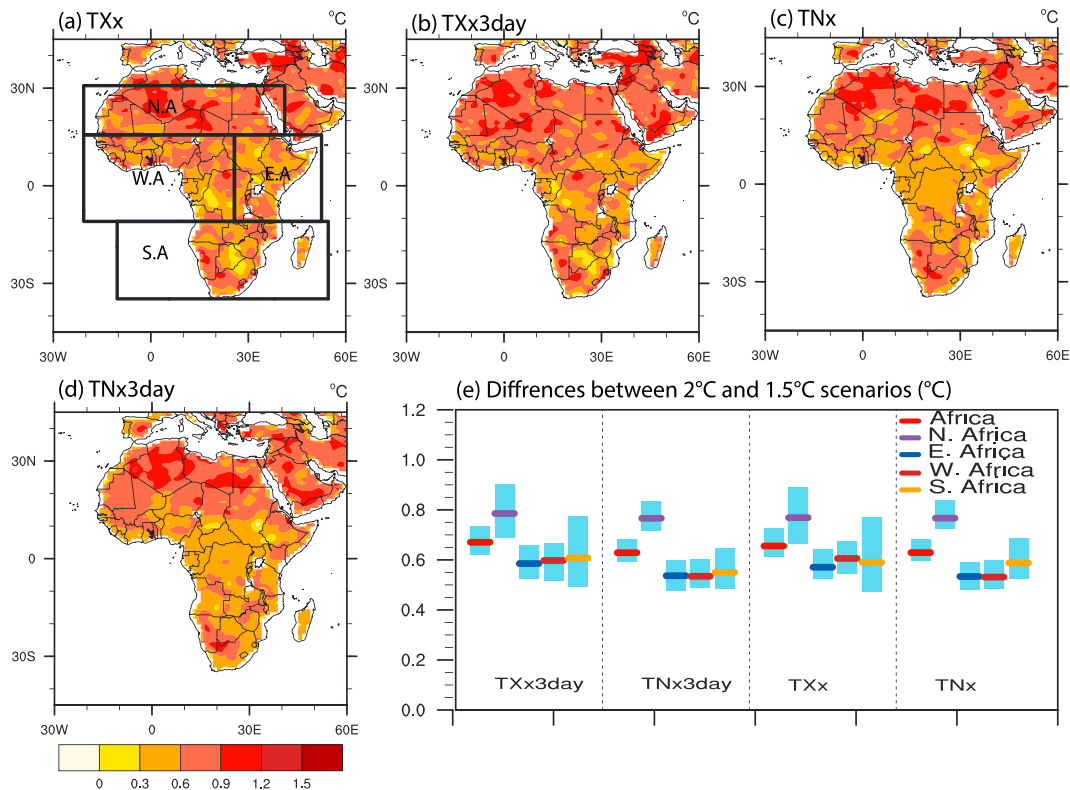 (a) TXx
°C
30N
0
30S
30W
0
30E
60E
N.A
W.A
E.A
S.A
(b) TXx3day
°C
30N
0
30S
30W
0
30E
60E
(c) TNx
°C
30N
0
30S
30W
0
30E
60E
(d) TNx3day
°C
30N
0
30S
30W
0
30E
60E
0
0.3
0.6
0.9
1.2
1.5
(e) Diffrences between 2°C and 1.5°C scenarios (°C)
1.2
1.0
0.8
0.6
0.4
0.2
0.0
Africa
N. Africa
E. Africa
W. Africa
S. Africa
TXx3day
TNx3day
TXx
TNx